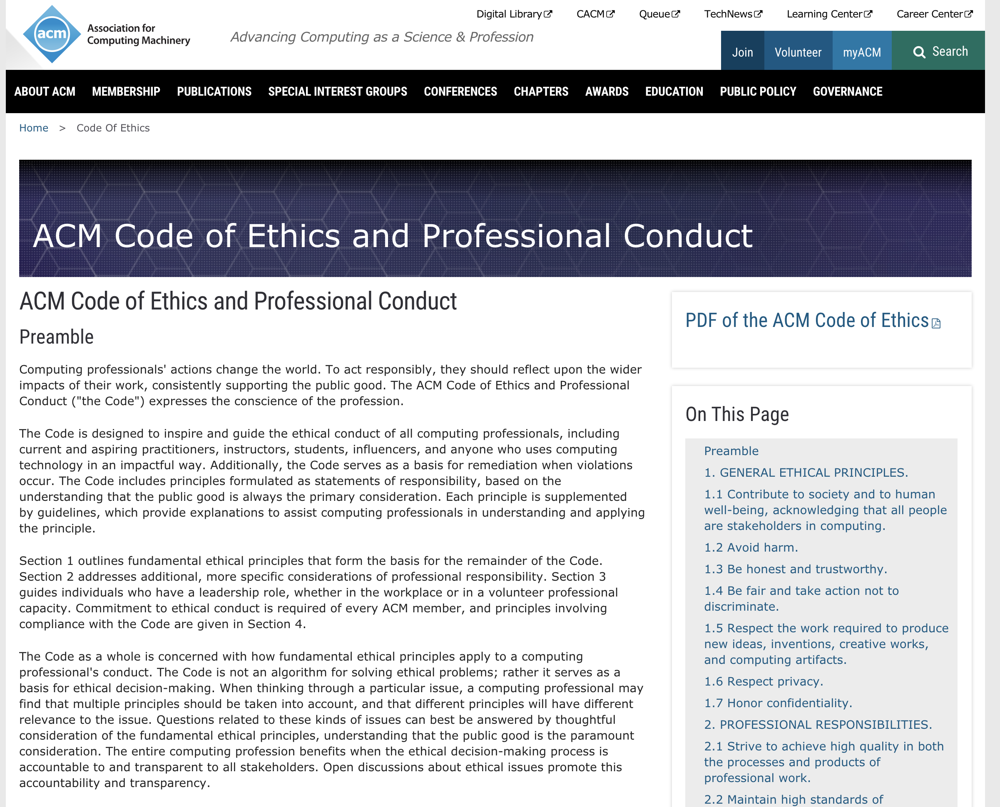 acm
Association for
Computing Machinery
Advancing Computing as a Science & Profession
Digital Library
CACM
Queue
TechNews
Learning Center
Career Center
Join
Volunteer
myACM
Search
ABOUT ACM
MEMBERSHIP
PUBLICATIONS
SPECIAL INTEREST GROUPS
CONFERENCES
CHAPTERS
AWARDS
EDUCATION
PUBLIC POLICY
GOVERNANCE
Home > Code Of Ethics
ACM Code of Ethics and Professional Conduct
ACM Code of Ethics and Professional Conduct
Preamble
Computing professionals' actions change the world. To act responsibly, they should reflect upon the wider
impacts of their work, consistently supporting the public good. The ACM Code of Ethics and Professional
Conduct ("the Code") expresses the conscience of the profession.
The Code is designed to inspire and guide the ethical conduct of all computing professionals, including
current and aspiring practitioners, instructors, students, influencers, and anyone who uses computing
technology in an impactful way. Additionally, the Code serves as a basis for remediation when violations
occur. The Code includes principles formulated as statements of responsibility, based on the
understanding that the public good is always the primary consideration. Each principle is supplemented
by guidelines, which provide explanations to assist computing professionals in understanding and applying
the principle.
Section 1 outlines fundamental ethical principles that form the basis for the remainder of the Code.
Section 2 addresses additional, more specific considerations of professional responsibility. Section 3
guides individuals who have a leadership role, whether in the workplace or in a volunteer professional
capacity. Commitment to ethical conduct is required of every ACM member, and principles involving
compliance with the Code are given in Section 4.
The Code as a whole is concerned with how fundamental ethical principles apply to a computing
professional's conduct. The Code is not an algorithm for solving ethical problems; rather it serves as a
basis for ethical decision-making. When thinking through a particular issue, a computing professional may
find that multiple principles should be taken into account, and that different principles will have different
relevance to the issue. Questions related to these kinds of issues can best be answered by thoughtful
consideration of the fundamental ethical principles, understanding that the public good is the paramount
consideration. The entire computing profession benefits when the ethical decision-making process is
accountable to and transparent to all stakeholders. Open discussions about ethical issues promote this
accountability and transparency.
PDF of the ACM Code of Ethics
On This Page
Preamble
1. GENERAL ETHICAL PRINCIPLES.
1.1 Contribute to society and to human
well-being, acknowledging that all people
are stakeholders in computing.
1.2 Avoid harm.
1.3 Be honest and trustworthy.
1.4 Be fair and take action not to
discriminate.
1.5 Respect the work required to produce
new ideas, inventions, creative works,
and computing artifacts.
1.6 Respect privacy.
1.7 Honor confidentiality.
2. PROFESSIONAL RESPONSIBILITIES.
2.1 Strive to achieve high quality in both
the processes and products of
professional work.
2.2 Maintain high standards of